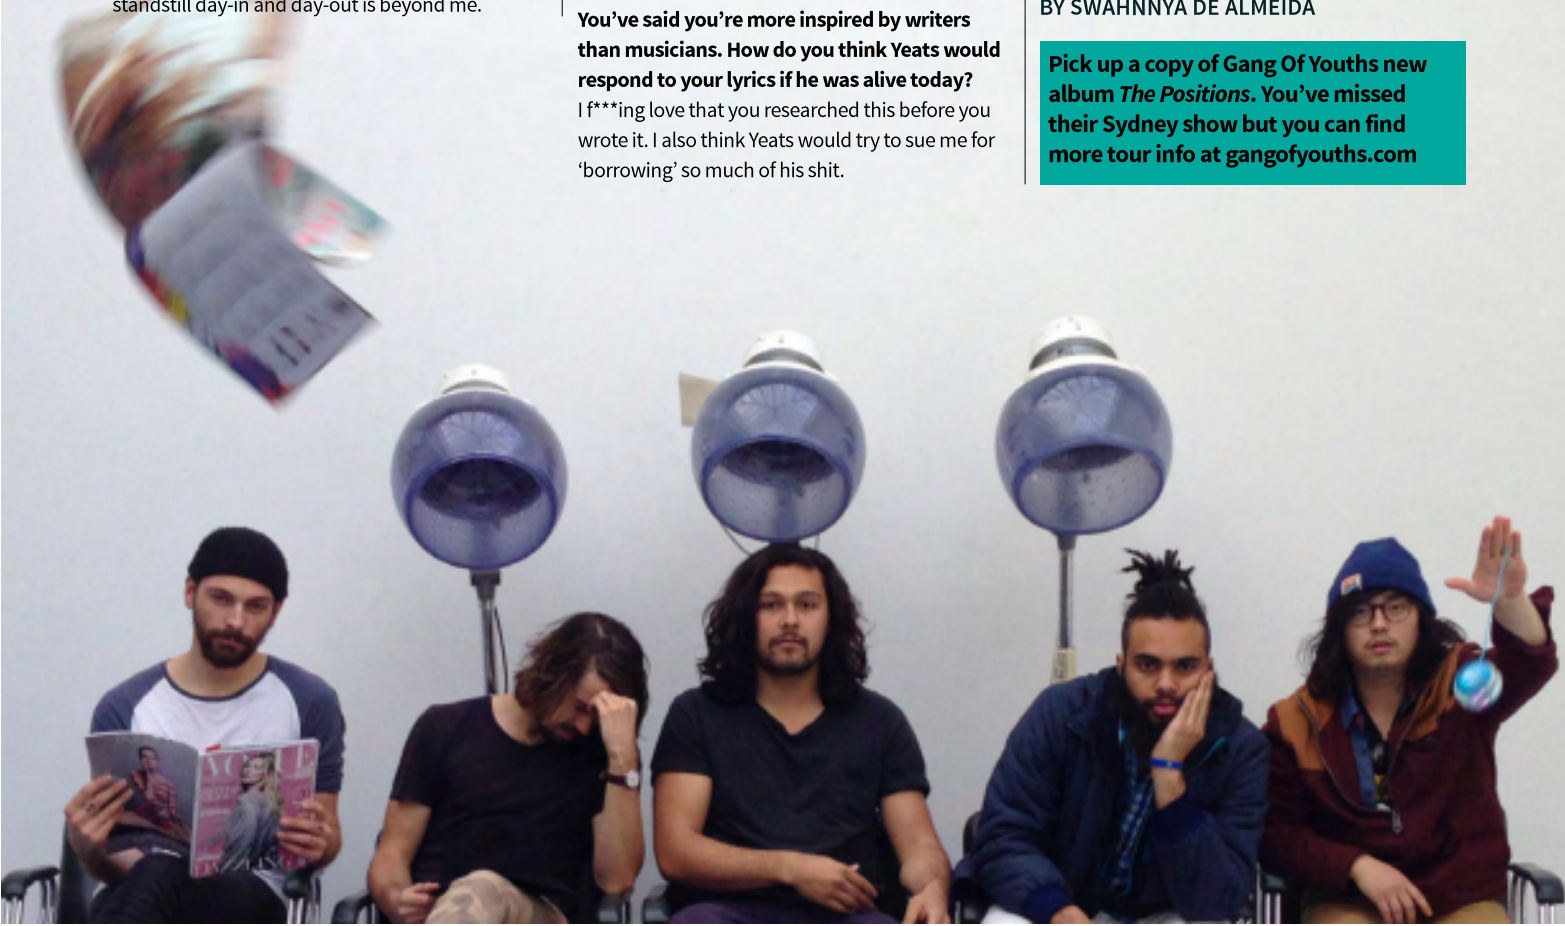 standstill day-in and day-out is beyond me.
You’ve said you’re more inspired by writers
than musicians. How do you think Yeats would
respond to your lyrics if he was alive today?
I f***ing love that you researched this before you
wrote it. I also think Yeats would try to sue me for
‘borrowing’ so much of his shit.
BY SWAHNNYA DE ALMEIDA
Pick up a copy of Gang Of Youths new
album The Positions. You’ve missed
their Sydney show but you can find
more tour info at gangofyouths.com
VOGUE